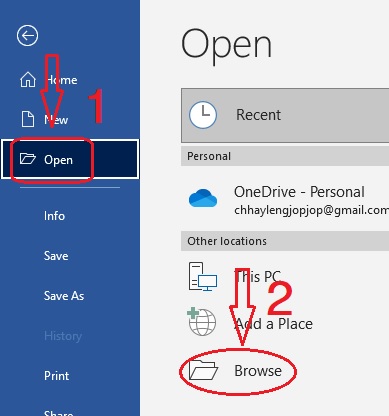 Open
Home
1
New
Recent
Open
Personal
OneDrive - Personal
chhaylengjopjop@gmail.com
Info
Other locations
Save
This PC
Save As
2
Add a Place
History
Browse
Print
Share